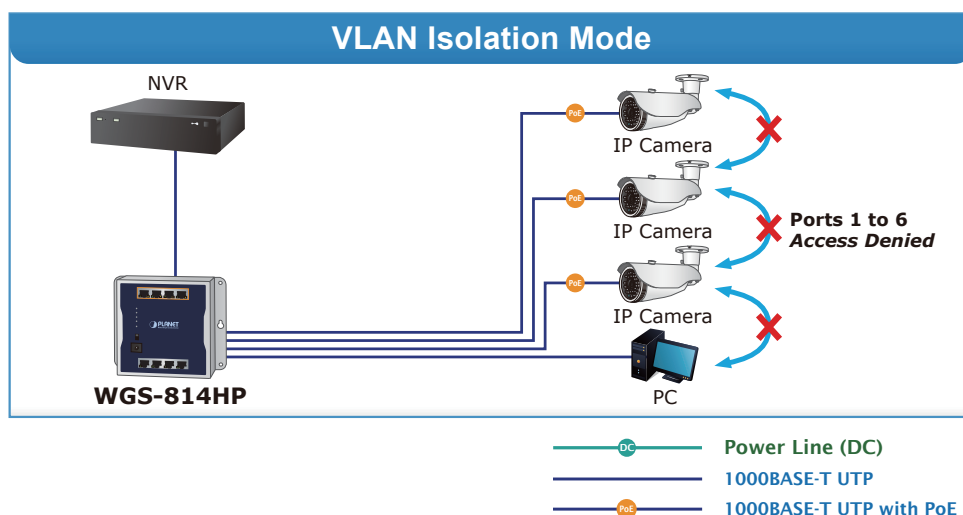 VLAN Isolation Mode
NVR
PoE
IP Camera
PoE
IP Camera
Ports 1 to 6
Access Denied
PoE
IP Camera
PLANET
WGS-814HP
PC
DC
Power Line (DC)
1000BASE-T UTP
PoE
1000BASE-T UTP with PoE